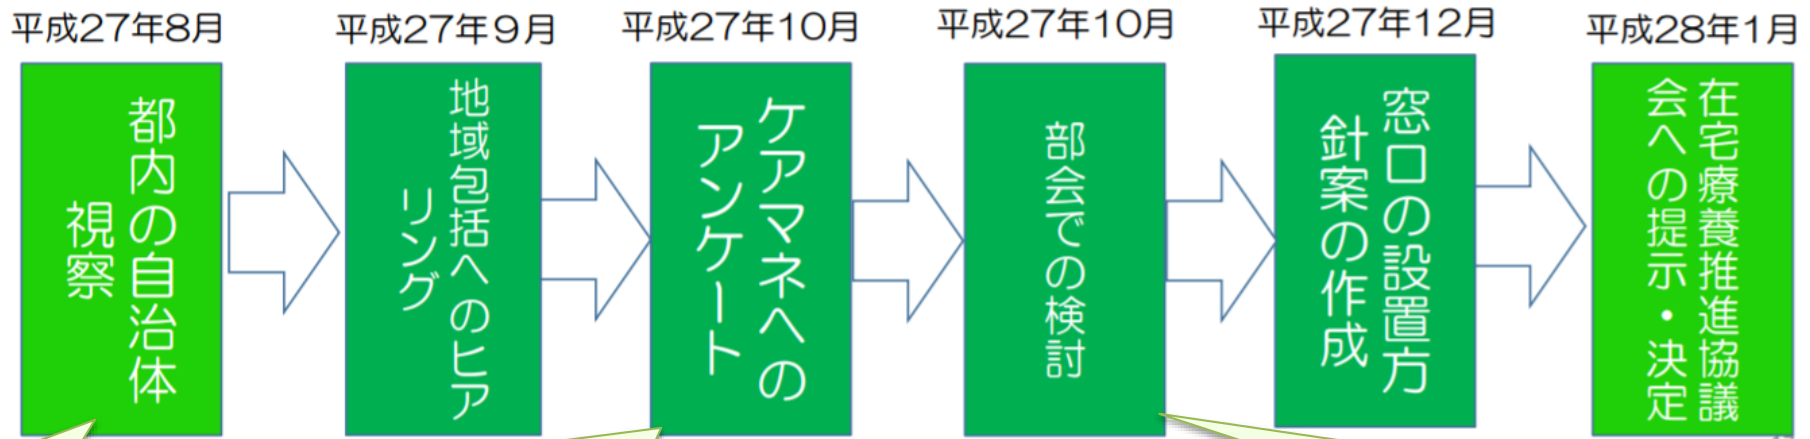 平成27年8月
都内の自治体
視察
平成27年9月
地域包括へのヒア
リング
平成27年10月
ケアマネへの
アンケート
平成27年10月
部会での検討
平成27年12月
窓口の設置方
針案の作成
平成28年1月
在宅療養推進協議
会への提示・決定